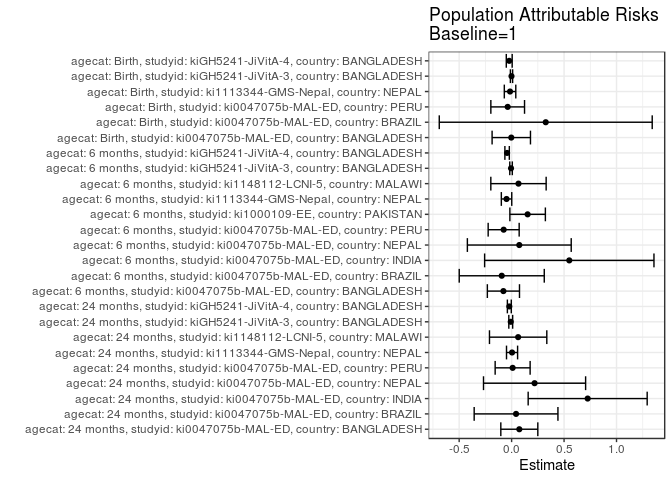 Population Attributable Risks
Baseline=1
agecat: Birth, studyid: kiGH5241-JiVitA-4, country: BANGLADESH
agecat: Birth, studyid: kiGH5241-JiVitA-3, country: BANGLADESH
agecat: Birth, studyid: ki1113344-GMS-Nepal, country: NEPAL
agecat: Birth, studyid: ki0047075b-MAL-ED, country: PERU
agecat: Birth, studyid: ki0047075b-MAL-ED, country: BRAZIL
agecat: Birth, studyid: ki0047075b-MAL-ED, country: BANGLADESH
agecat: 6 months, studyid: kiGH5241-JiVitA-4, country: BANGLADESH
agecat: 6 months, studyid: kiGH5241-JiVitA-3, country: BANGLADESH
agecat: 6 months, studyid: ki1148112-LCNI-5, country: MALAWI
agecat: 6 months, studyid: ki1113344-GMS-Nepal, country: NEPAL
agecat: 6 months, studyid: ki1000109-EE, country: PAKISTAN
agecat: 6 months, studyid: ki0047075b-MAL-ED, country: PERU
agecat: 6 months, studyid: ki0047075b-MAL-ED, country: NEPAL
agecat: 6 months, studyid: ki0047075b-MAL-ED, country: INDIA
agecat: 6 months, studyid: ki0047075b-MAL-ED, country: BRAZIL
agecat: 6 months, studyid: ki0047075b-MAL-ED, country: BANGLADESH
agecat: 24 months, studyid: kiGH5241-JiVitA-4, country: BANGLADESH
agecat: 24 months, studyid: kiGH5241-JiVitA-3, country: BANGLADESH
agecat: 24 months, studyid: ki1148112-LCNI-5, country: MALAWI
agecat: 24 months, studyid: ki1113344-GMS-Nepal, country: NEPAL
agecat: 24 months, studyid: ki0047075b-MAL-ED, country: PERU
agecat: 24 months, studyid: ki0047075b-MAL-ED, country: NEPAL
agecat: 24 months, studyid: ki0047075b-MAL-ED, country: INDIA
agecat: 24 months, studyid: ki0047075b-MAL-ED, country: BRAZIL
agecat: 24 months, studyid: ki0047075b-MAL-ED, country: BANGLADESH
-0.5 0.0 0.5 1.0
Estimate